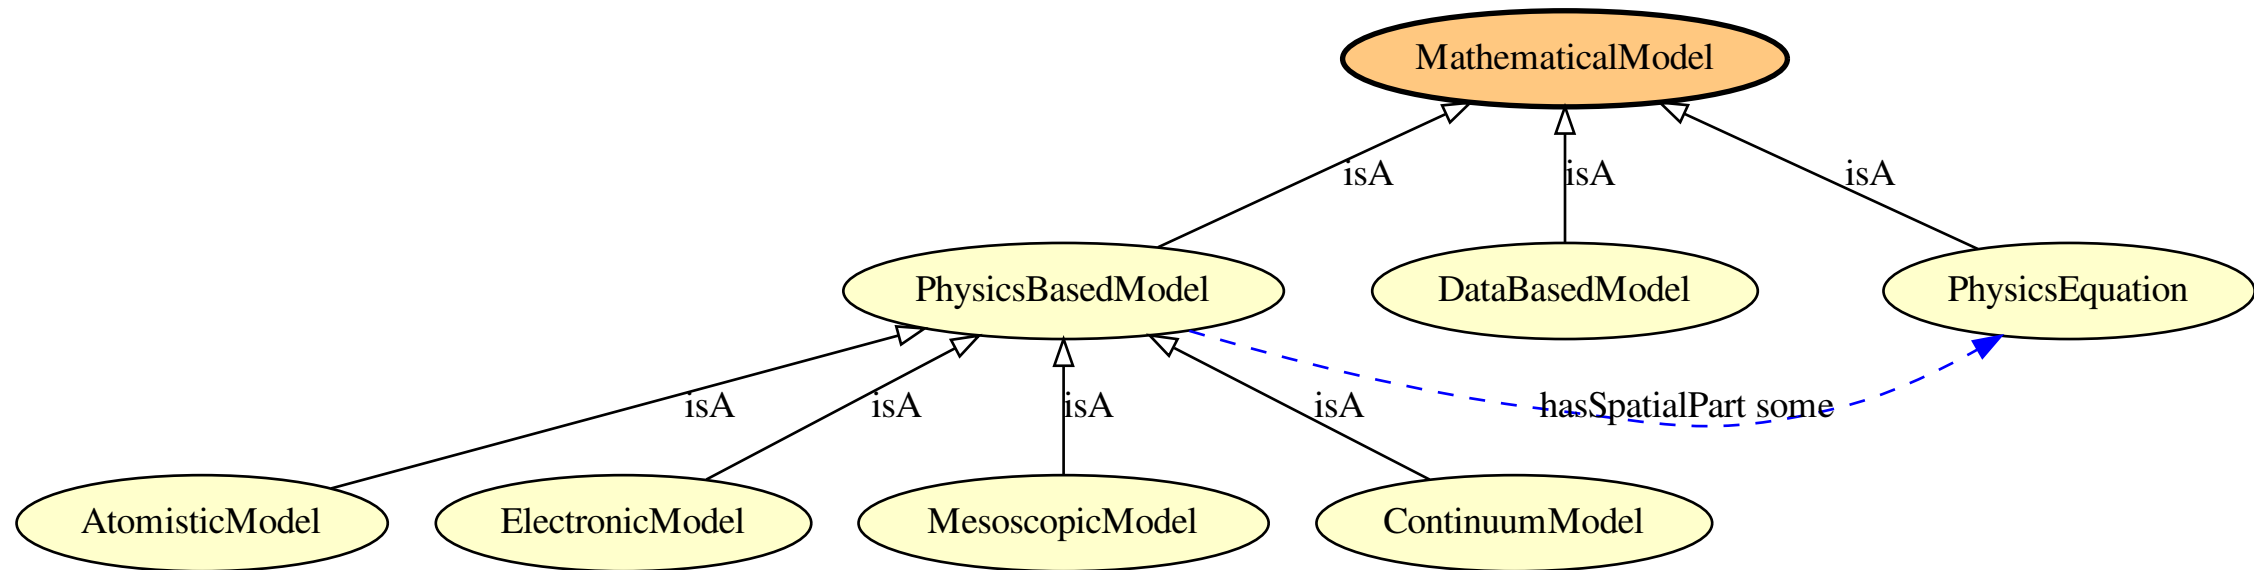 MathematicalModel
isA
isA
isA
PhysicsBasedModel
DataBasedModel
PhysicsEquation
isA
isA
isA
isA
hasSpatialPart some
AtomisticModel
ElectronicModel
MesoscopicModel
ContinuumModel